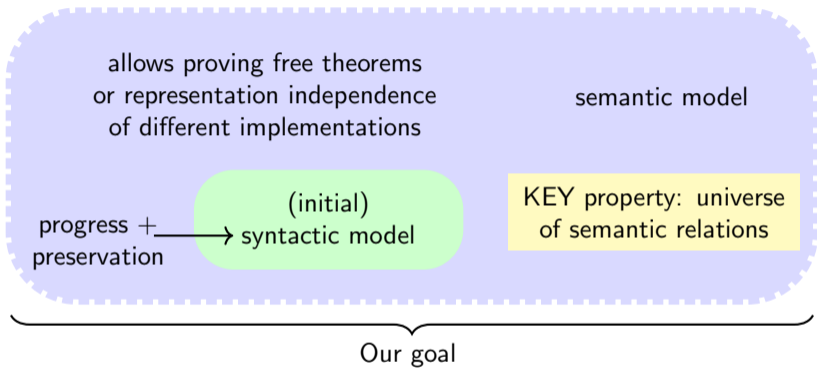 allows proving free theorems
or representation independence
of different implementations
semantic model
(initial)
syntactic model
KEY property: universe
of semantic relations
progress +
preservation
Our goal